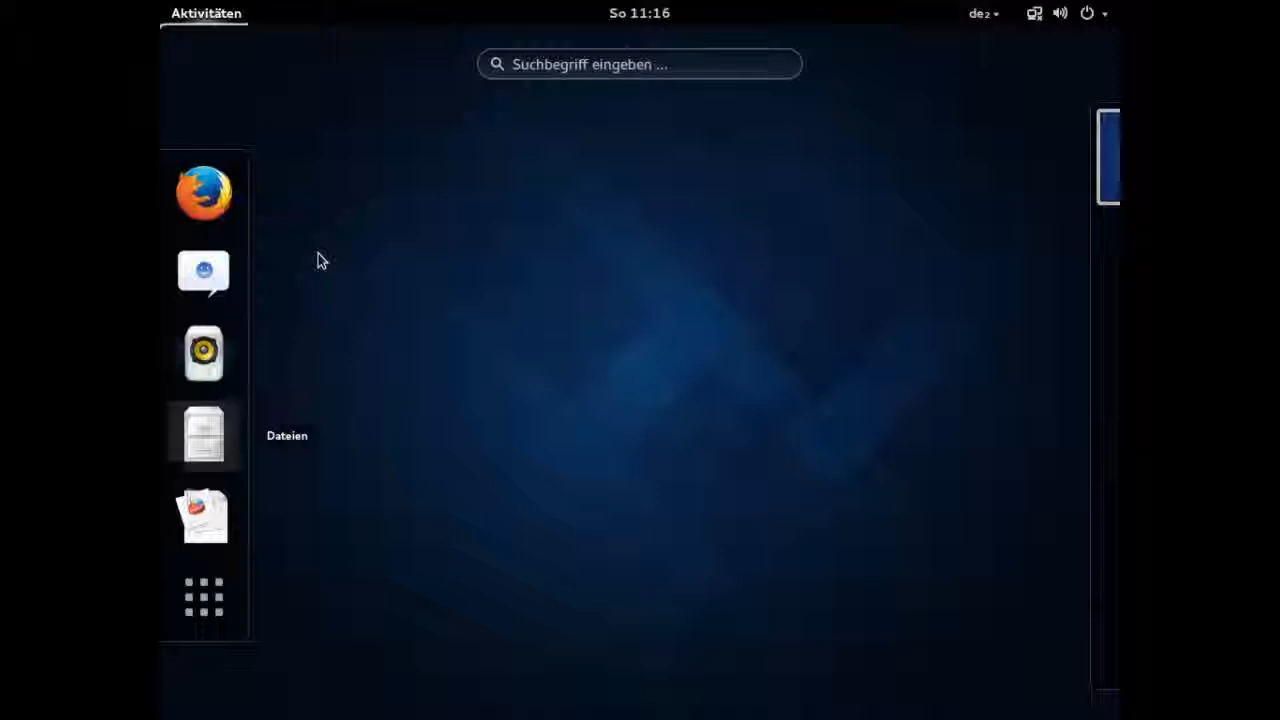 Aktivitäten
So 11:16
de₂
Suchbegriff eingeben ...
Dateien